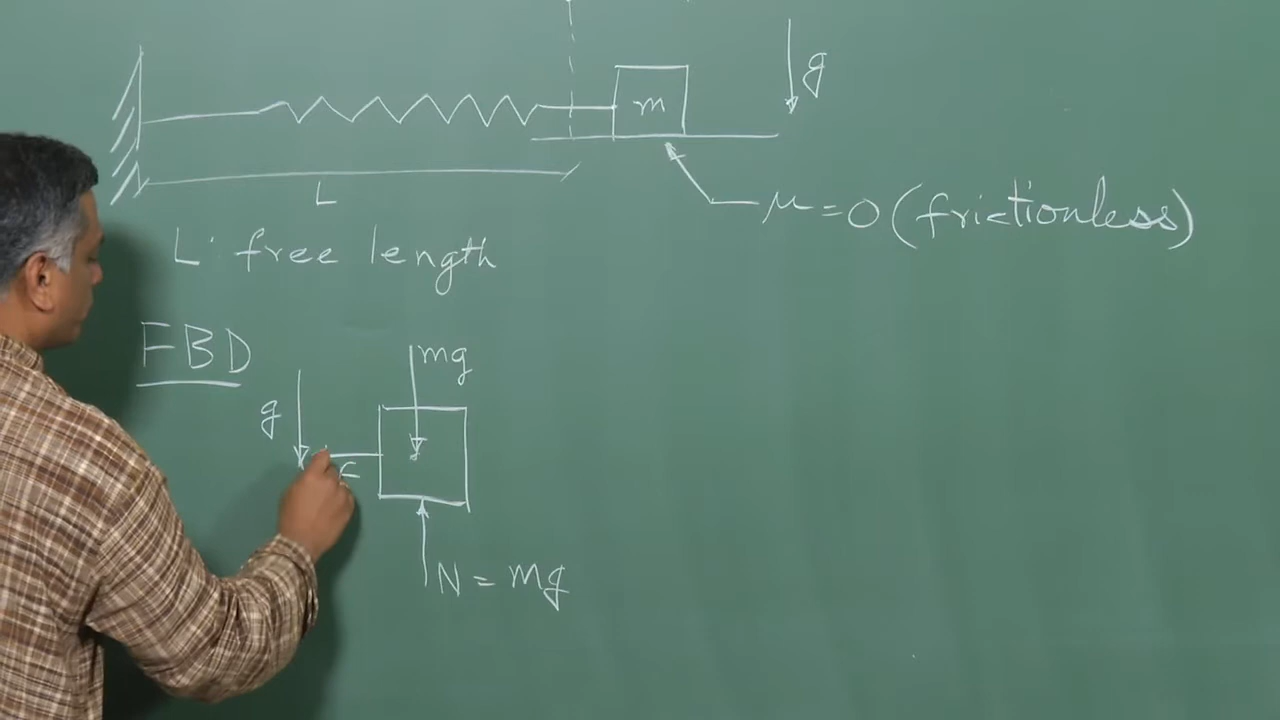 m
g
L
μ=0 (frictionless)
L: free length
FBD
mg
g
N = mg